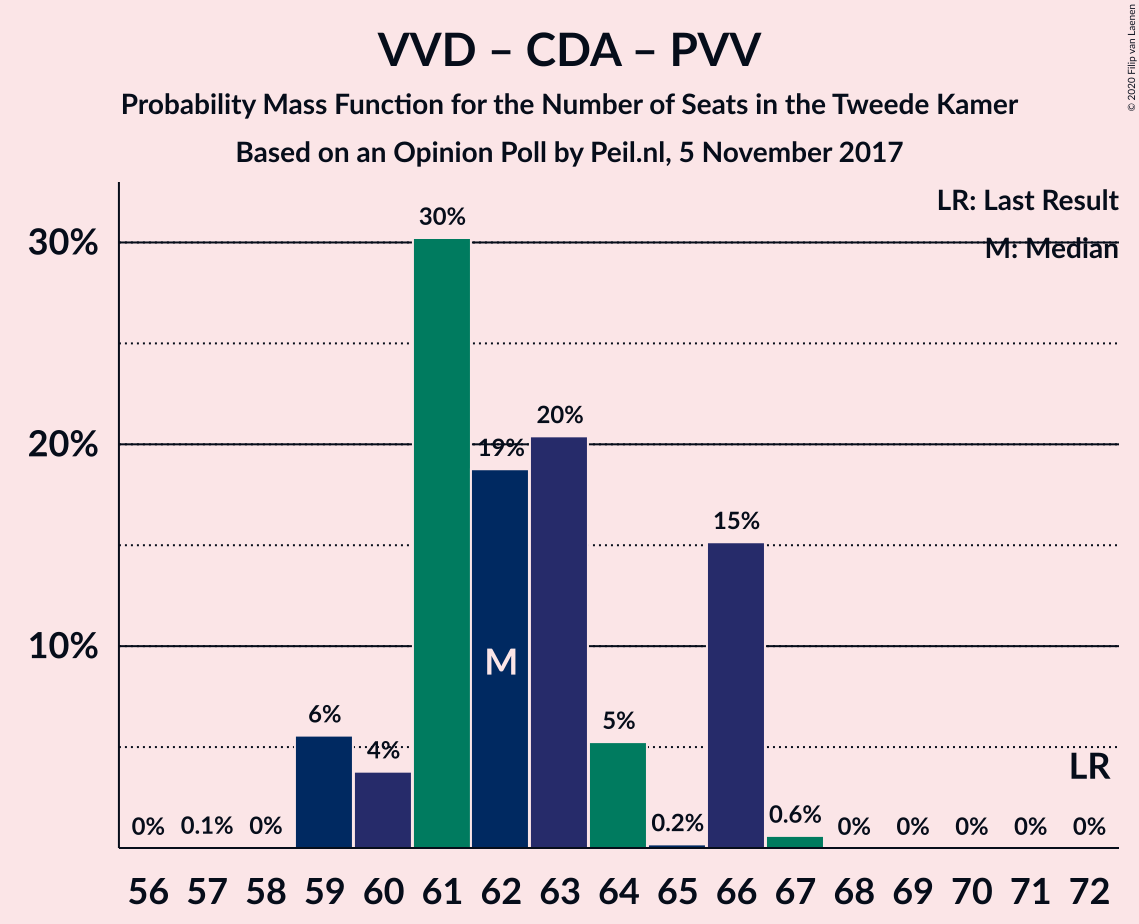 VVD – CDA – PVV
Probability Mass Function for the Number of Seats in the Tweede Kamer
Based on an Opinion Poll by Peil.nl, 5 November 2017
© 2020 Filip van Laenen
LR: Last Result
M: Median
30%
20%
10%
0% 0.1% 0% 6% 4% 30% 19% 20% 5% 0.2% 15% 0.6% 0% 0% 0% 0% 0%
M
LR
56 57 58 59 60 61 62 63 64 65 66 67 68 69 70 71 72